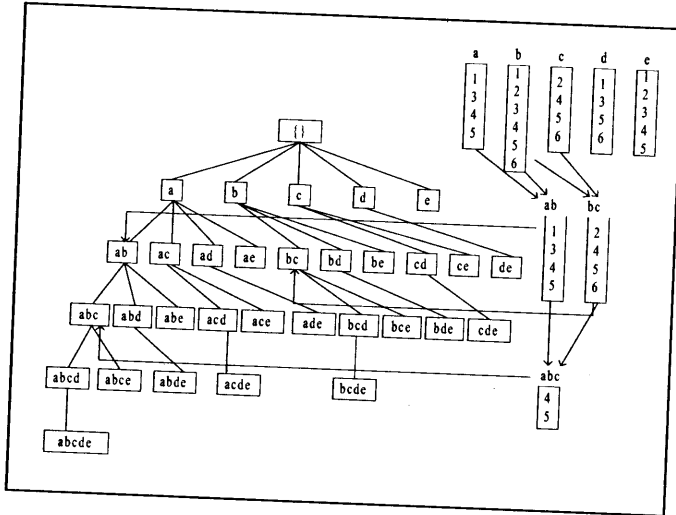 a b c d e
1 1 2 1 1
3 2 4 3 2
4 3 5 5 3
5 4 6 6 4
5 5
6
{}
a b c d e
ab bc
ab ac ad ae bc bd be cd ce de
1 2
3 4
4 5
5 6
abc abd abe acd ace ade bcd bce bde cde
abcd abce abde acde bcde
abc
4
5
abcde